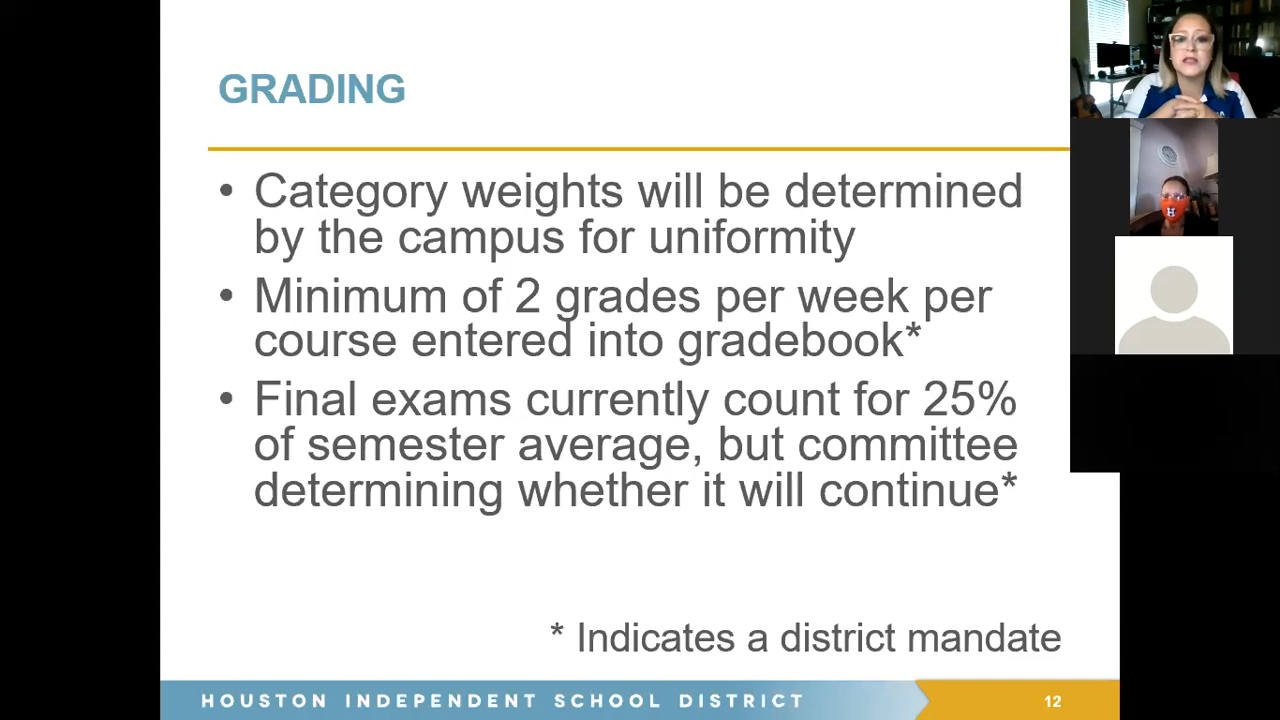 GRADING
• Category weights will be determined
by the campus for uniformity
• Minimum of 2 grades per week per
course entered into gradebook*
• Final exams currently count for 25%
of semester average, but committee
determining whether it will continue*
* Indicates a district mandate
HOUSTON INDEPENDENT SCHOOL DISTRICT
12
H